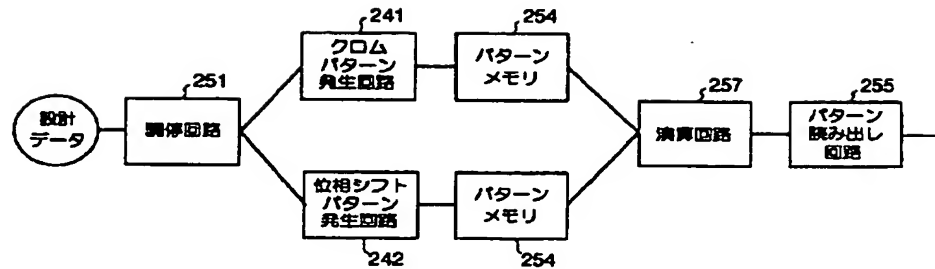 設計
データ
251
調停回路
241
クロム
パターン
発生回路
254
パターン
メモリ
位相シフト
パターン
発生回路
242
パターン
メモリ
254
257
演算回路
255
パターン
読み出し
回路